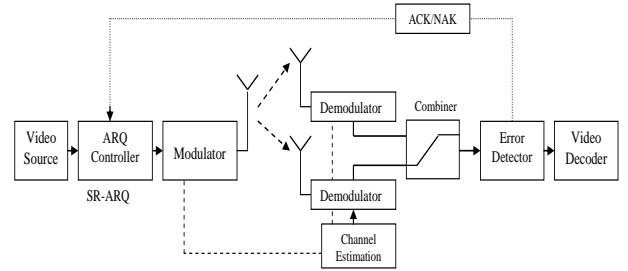 ACK/NAK
Demodulator
Combiner
Video
Source
ARQ
Controller
Modulator
Error
Detector
Video
Decoder
SR-ARQ
Demodulator
Channel
Estimation